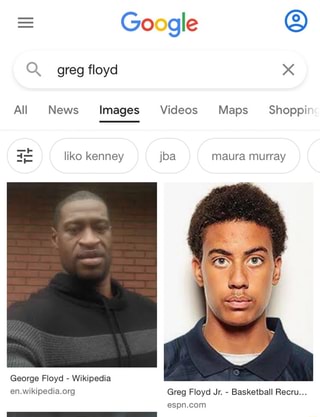 Google
greg floyd
All News Images Videos Maps Shopping
liko kenney jba maura murray
George Floyd - Wikipedia
en.wikipedia.org
Greg Floyd Jr. - Basketball Recru...
espn.com